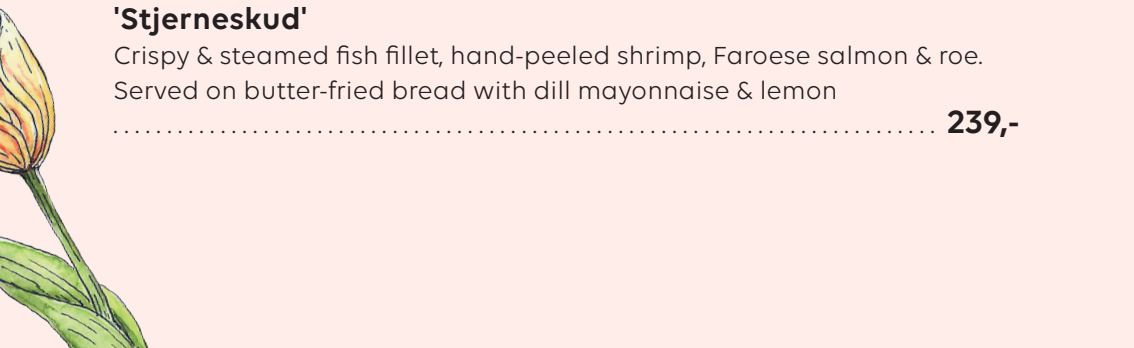 'Stjerneskud'
Crispy & steamed fish fillet, hand-peeled shrimp, Faroese salmon & roe.
Served on butter-fried bread with dill mayonnaise & lemon
........................................................................ 239,-